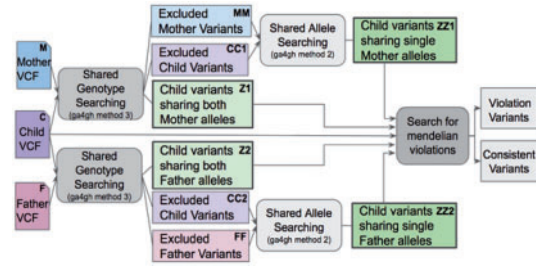 M
Mother
VCF
C
Child
VCF
F
Father
VCF
Shared
Genotype
Searching
(ga4gh method 3)
Shared
Genotype
Searching
(ga4gh method 3)
Excluded MM
Mother Variants
Excluded CC1
Child Variants
Child variants Z1
sharing both
Mother alleles
Child variants Z2
sharing both
Father alleles
Excluded CC2
Child Variants
Excluded FF
Father Variants
Shared Allele
Searching
(ga4gh method 2)
Shared Allele
Searching
(ga4gh method 2)
Child variants ZZ1
sharing single
Mother alleles
Child variants ZZ2
sharing single
Father alleles
Search for
mendelian
violations
Violation
Variants
Consistent
Variants